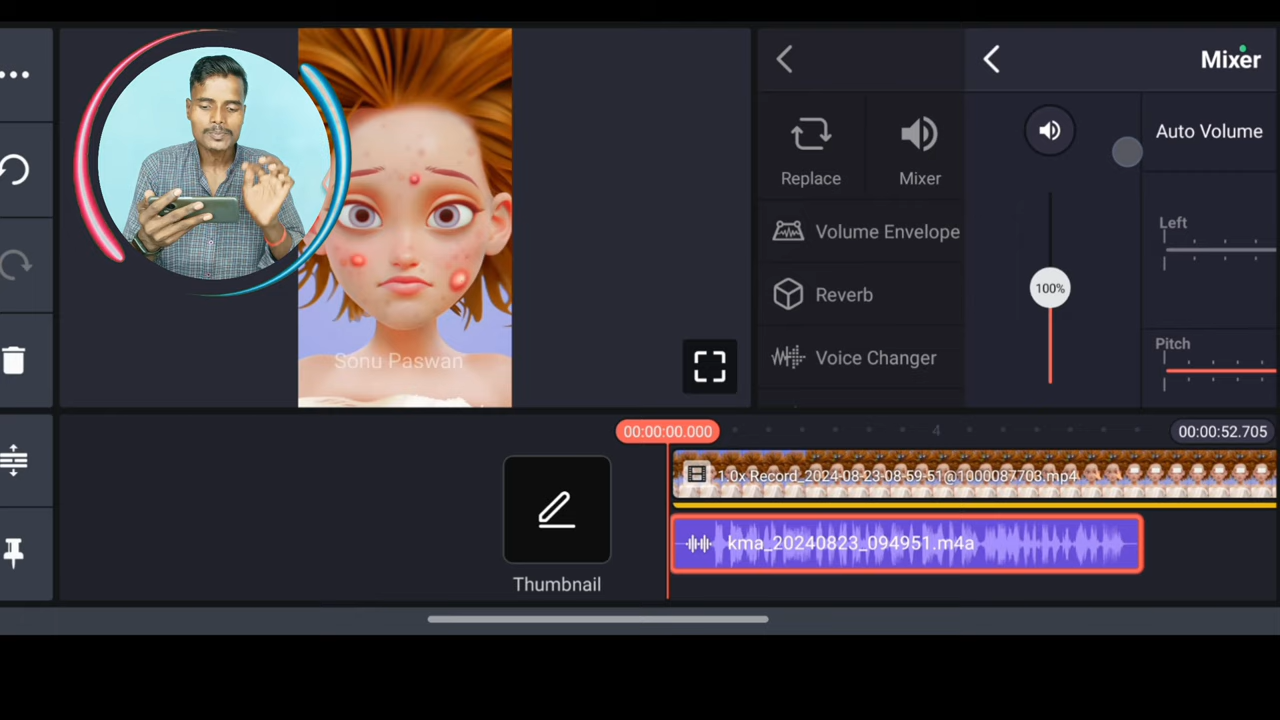 Mixer
Auto Volume
Replace
Mixer
Left
Volume Envelope
100%
Reverb
Pitch
Voice Changer
Sonu Paswan
00:00:00.000
4
00:00:52.705
1.0x Record_2024-08-23-08-59-51@1000087703.mp4
kma_20240823_094951.m4a
Thumbnail